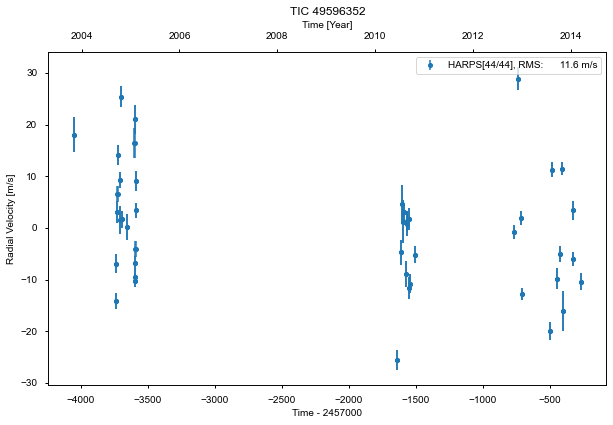 TIC 49596352
Time [Year]
2004 2006 2008 2010 2012 2014
HARPS[44/44], RMS: 11.6 m/s
Radial Velocity [m/s]
30
20
10
0
−10
−20
−30
−4000 −3500 −3000 −2500 −2000 −1500 −1000 −500
Time - 2457000